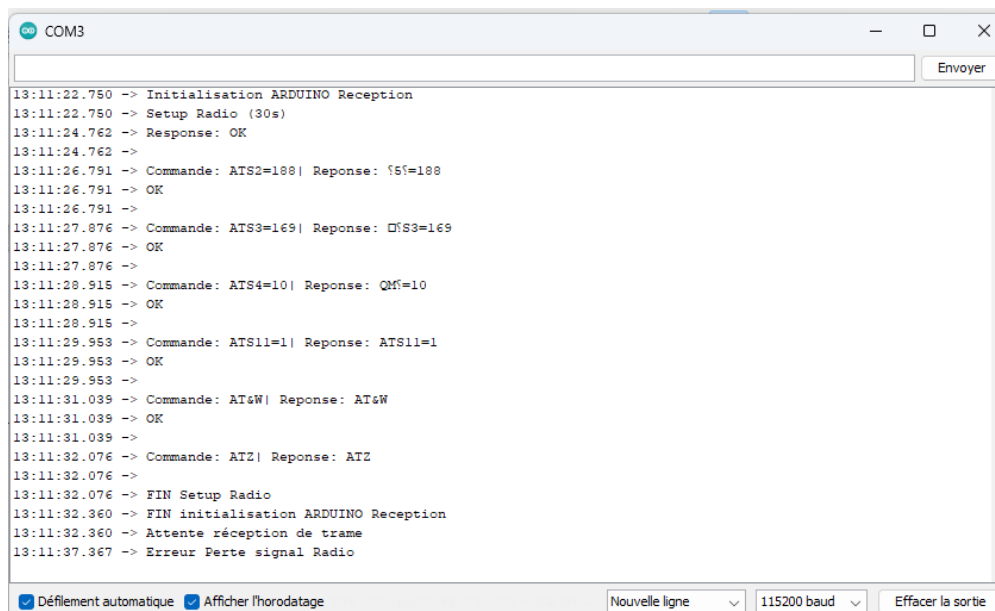 COM3
Envoyer
13:11:22.750 -> Initialisation ARDUINO Reception
13:11:22.750 -> Setup Radio (30s)
13:11:24.762 -> Response: OK
13:11:24.762 ->
13:11:26.791 -> Commande: ATS2=188| Reponse: ⸮5⸮=188
13:11:26.791 -> OK
13:11:26.791 ->
13:11:27.876 -> Commande: ATS3=169| Reponse: □⸮S3=169
13:11:27.876 -> OK
13:11:27.876 ->
13:11:28.915 -> Commande: ATS4=10| Reponse: QM⸮=10
13:11:28.915 -> OK
13:11:28.915 ->
13:11:29.953 -> Commande: ATS11=1| Reponse: ATS11=1
13:11:29.953 -> OK
13:11:29.953 ->
13:11:31.039 -> Commande: AT&W| Reponse: AT&W
13:11:31.039 -> OK
13:11:31.039 ->
13:11:32.076 -> Commande: ATZ| Reponse: ATZ
13:11:32.076 ->
13:11:32.076 -> FIN Setup Radio
13:11:32.360 -> FIN initialisation ARDUINO Reception
13:11:32.360 -> Attente réception de trame
13:11:37.367 -> Erreur Perte signal Radio
Défilement automatique Afficher l'horodatage Nouvelle ligne 115200 baud Effacer la sortie